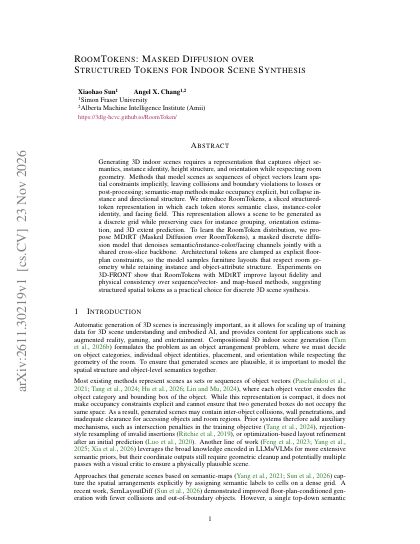 ROOMTOKENS: MASKED DIFFUSION OVER
STRUCTURED TOKENS FOR INDOOR SCENE SYNTHESIS
Xiaohao Sun1 Angel X. Chang1,2
1Simon Fraser University
2Alberta Machine Intelligence Institute (Amii)
https://3dlg-hcvc.github.io/RoomToken/
ABSTRACT
Generating 3D indoor scenes requires a representation that captures object se-
mantics, instance identity, height structure, and orientation while respecting room
geometry. Methods that model scenes as sequences of object vectors learn spa-
tial constraints implicitly, leaving collisions and boundary violations to losses or
post-processing; semantic-map methods make occupancy explicit, but collapse in-
stance and directional structure. We introduce RoomTokens, a sliced structured-
token representation in which each token stores semantic class, instance-color
identity, and facing field. This representation allows a scene to be generated as
a discrete grid while preserving cues for instance grouping, orientation estima-
tion, and 3D extent prediction. To learn the RoomToken distribution, we pro-
pose MDiRT (Masked Diffusion over RoomTokens), a masked discrete diffu-
sion model that denoises semantic/instance-color/facing channels jointly with a
shared cross-slice backbone. Architectural tokens are clamped as explicit floor-
plan constraints, so the model samples furniture layouts that respect room ge-
ometry while retaining instance and object-attribute structure. Experiments on
3D-FRONT show that RoomTokens with MDiRT improve layout fidelity and
physical consistency over sequence/vector- and map-based methods, suggesting
structured spatial tokens as a practical choice for discrete 3D scene synthesis.
1 INTRODUCTION
Automatic generation of 3D scenes is increasingly important, as it allows for scaling up of training
data for 3D scene understanding and embodied AI, and provides content for applications such as
augmented reality, gaming, and entertainment. Compositional 3D indoor scene generation (Tam
et al., 2026b) formulates the problem as an object arrangement problem, where we must decide
on object categories, individual object identities, placement, and orientation while respecting the
geometry of the room. To ensure that generated scenes are plausible, it is important to model the
spatial structure and object-level semantics together.
Most existing methods represent scenes as sets or sequences of object vectors (Paschalidou et al.,
2021; Tang et al., 2024; Hu et al., 2026; Lin and Mu, 2024), where each object vector encodes the
object category and bounding box of the object. While this representation is compact, it does not
make occupancy constraints explicit and cannot ensure that two generated boxes do not occupy the
same space. As a result, generated scenes may contain inter-object collisions, wall penetrations, and
inadequate clearance for accessing objects and room regions. Prior systems therefore add auxiliary
mechanisms, such as intersection penalties in the training objective (Tang et al., 2024), rejection-
style resampling of invalid insertions (Ritchie et al., 2019), or optimization-based layout refinement
after an initial prediction (Luo et al., 2020). Another line of work (Feng et al., 2023; Yang et al.,
2025; Xia et al., 2026) leverages the broad knowledge encoded in LLMs/VLMs for more extensive
semantic priors, but their coordinate outputs still require geometric cleanup and potentially multiple
passes with a visual critic to ensure a physically plausible scene.
Approaches that generate scenes based on semantic-maps (Yang et al., 2021; Sun et al., 2026) cap-
ture the spatial arrangements explicitly by assigning semantic labels to cells on a dense grid. A
recent work, SemLayoutDiff (Sun et al., 2026) demonstrated improved floor-plan-conditioned gen-
eration with fewer collisions and out-of-boundary objects. However, a single top-down semantic
1
arXiv:2611.30219v1 [cs.CV] 23 Nov 2026